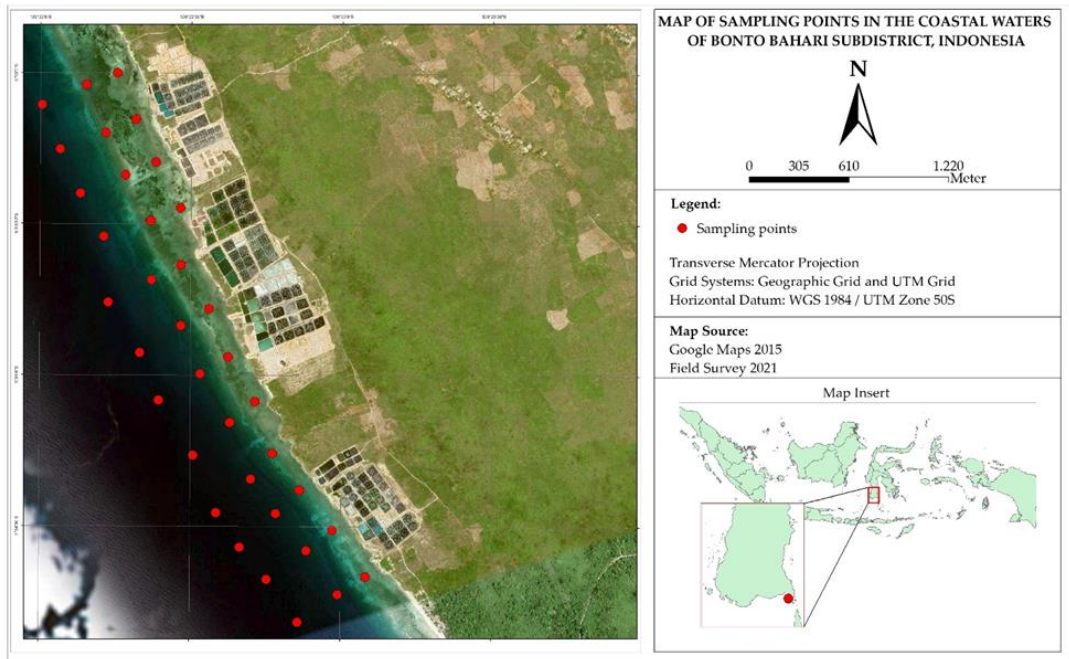 MAP OF SAMPLING POINTS IN THE COASTAL WATERS
OF BONTO BAHARI SUBDISTRICT, INDONESIA
N
0 305 610 1.220
Meter
Legend:
Sampling points
Transverse Mercator Projection
Grid Systems: Geographic Grid and UTM Grid
Horizontal Datum: WGS 1984 / UTM Zone 50S
Map Source:
Google Maps 2015
Field Survey 2021
Map Insert